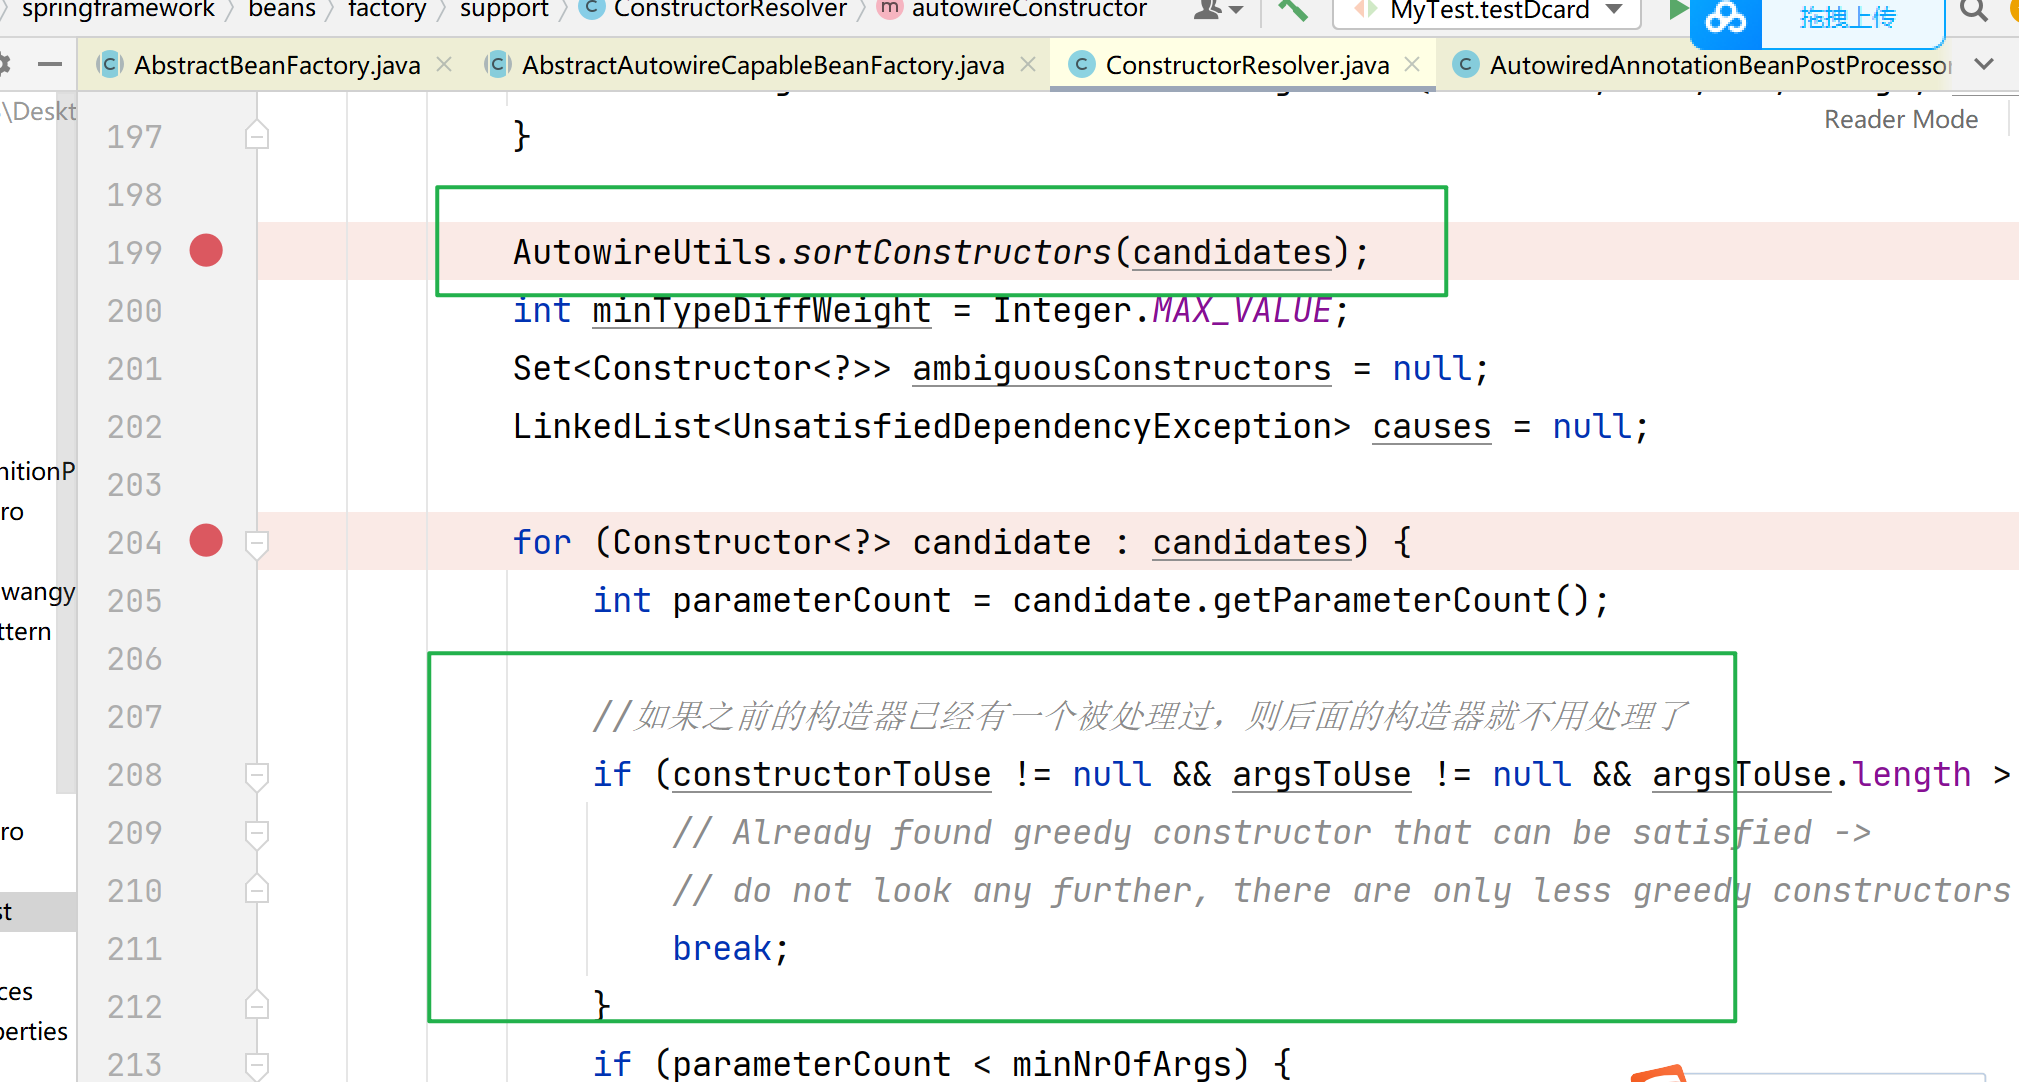 springframework 〉 beans 〉 factory 〉 support 〉 C ConstructorResolver 〉 m autowireConstructor
MyTest.testDcard
拖拽上传
C AbstractBeanFactory.java
C AbstractAutowireCapableBeanFactory.java
C ConstructorResolver.java
C AutowiredAnnotationBeanPostProcessor
\Deskt
Reader Mode
197 }
198
199 AutowireUtils.sortConstructors(candidates);
200 int minTypeDiffWeight = Integer.MAX_VALUE;
201 Set<Constructor<?>> ambiguousConstructors = null;
202 LinkedList<UnsatisfiedDependencyException> causes = null;
nitionP
203
ro
204 for (Constructor<?> candidate : candidates) {
wangy
205 int parameterCount = candidate.getParameterCount();
ttern
206
207 //如果之前的构造器已经有一个被处理过，则后面的构造器就不用处理了
208 if (constructorToUse != null && argsToUse != null && argsToUse.length >
ro
209 // Already found greedy constructor that can be satisfied ->
210 // do not look any further, there are only less greedy constructors
st
211 break;
ces
212 }
perties
213 if (parameterCount < minNrOfArgs) {